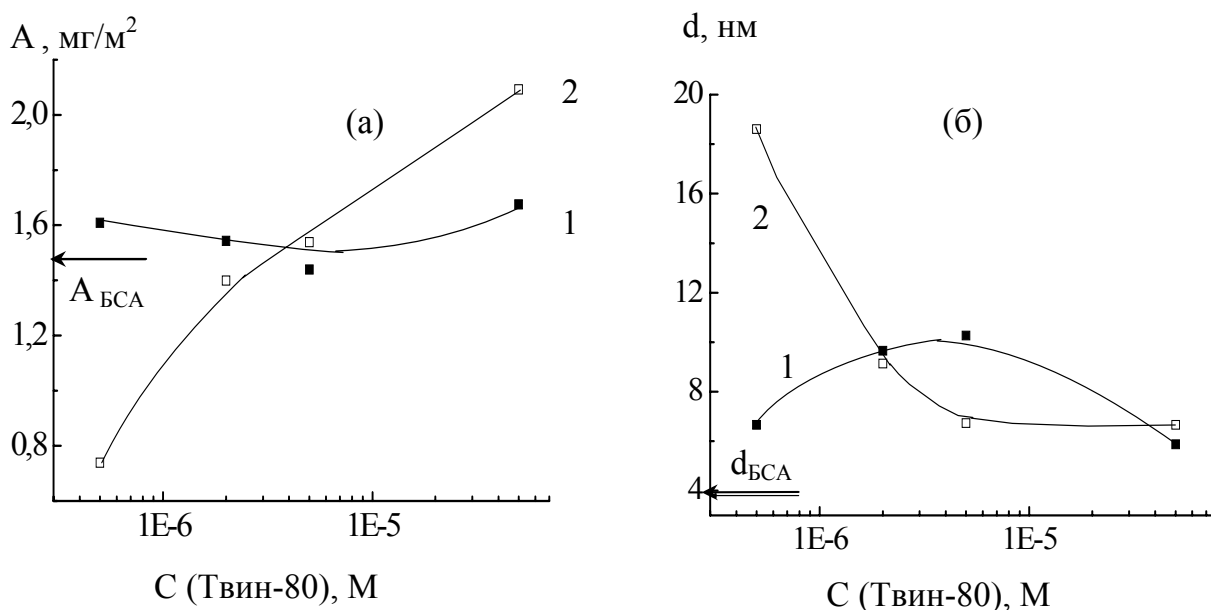 А , мг/м²
2,0
1,6
1,2
0,8
(а)
2
1
А БСА
1E-6
1E-5
С (Твин-80), М
d, нм
20
16
12
8
4
(б)
2
1
dБСА
1E-6
1E-5
С (Твин-80), М